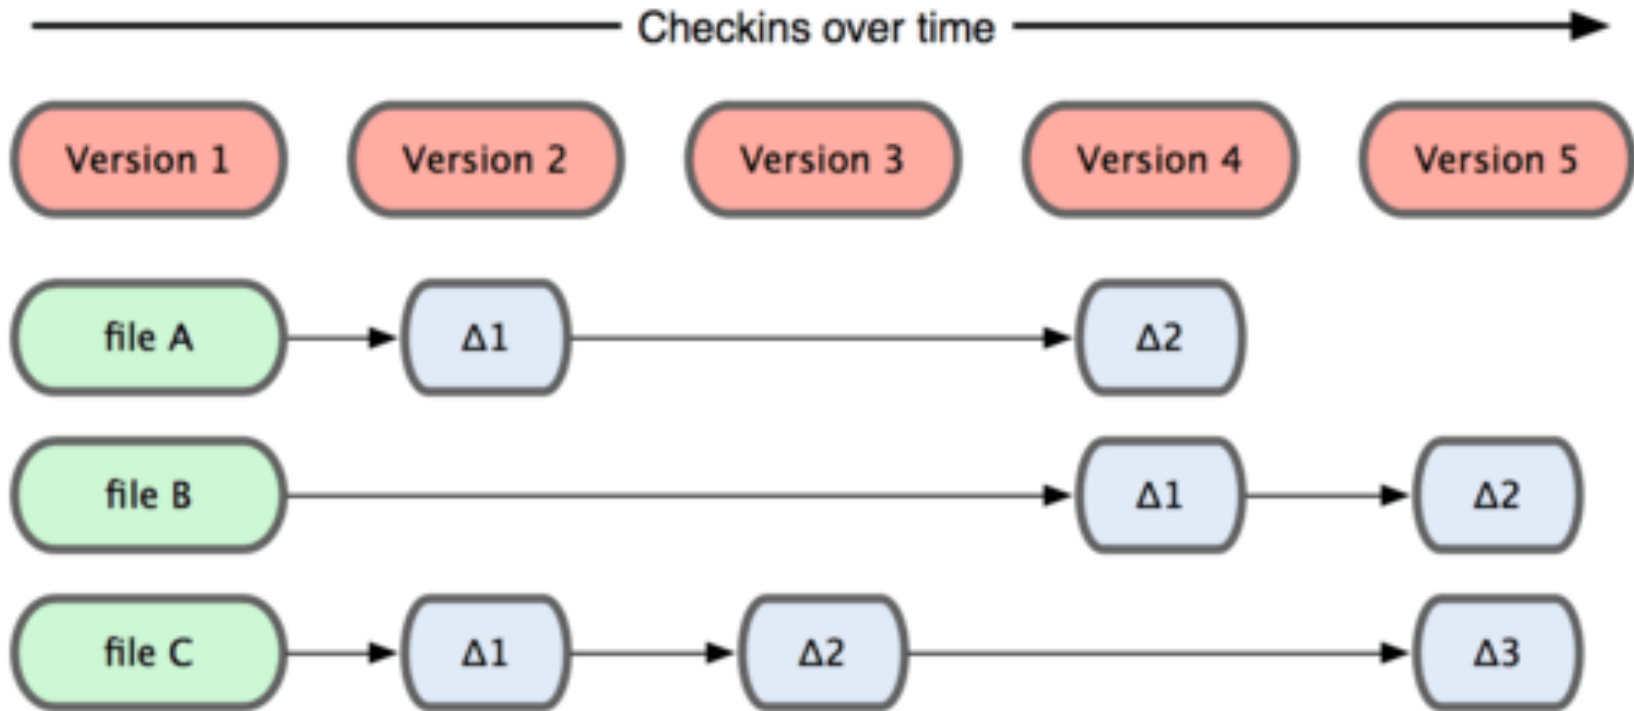 Checkins over time
Version 1 Version 2 Version 3 Version 4 Version 5
file A Δ1 Δ2
file B Δ1 Δ2
file C Δ1 Δ2 Δ3